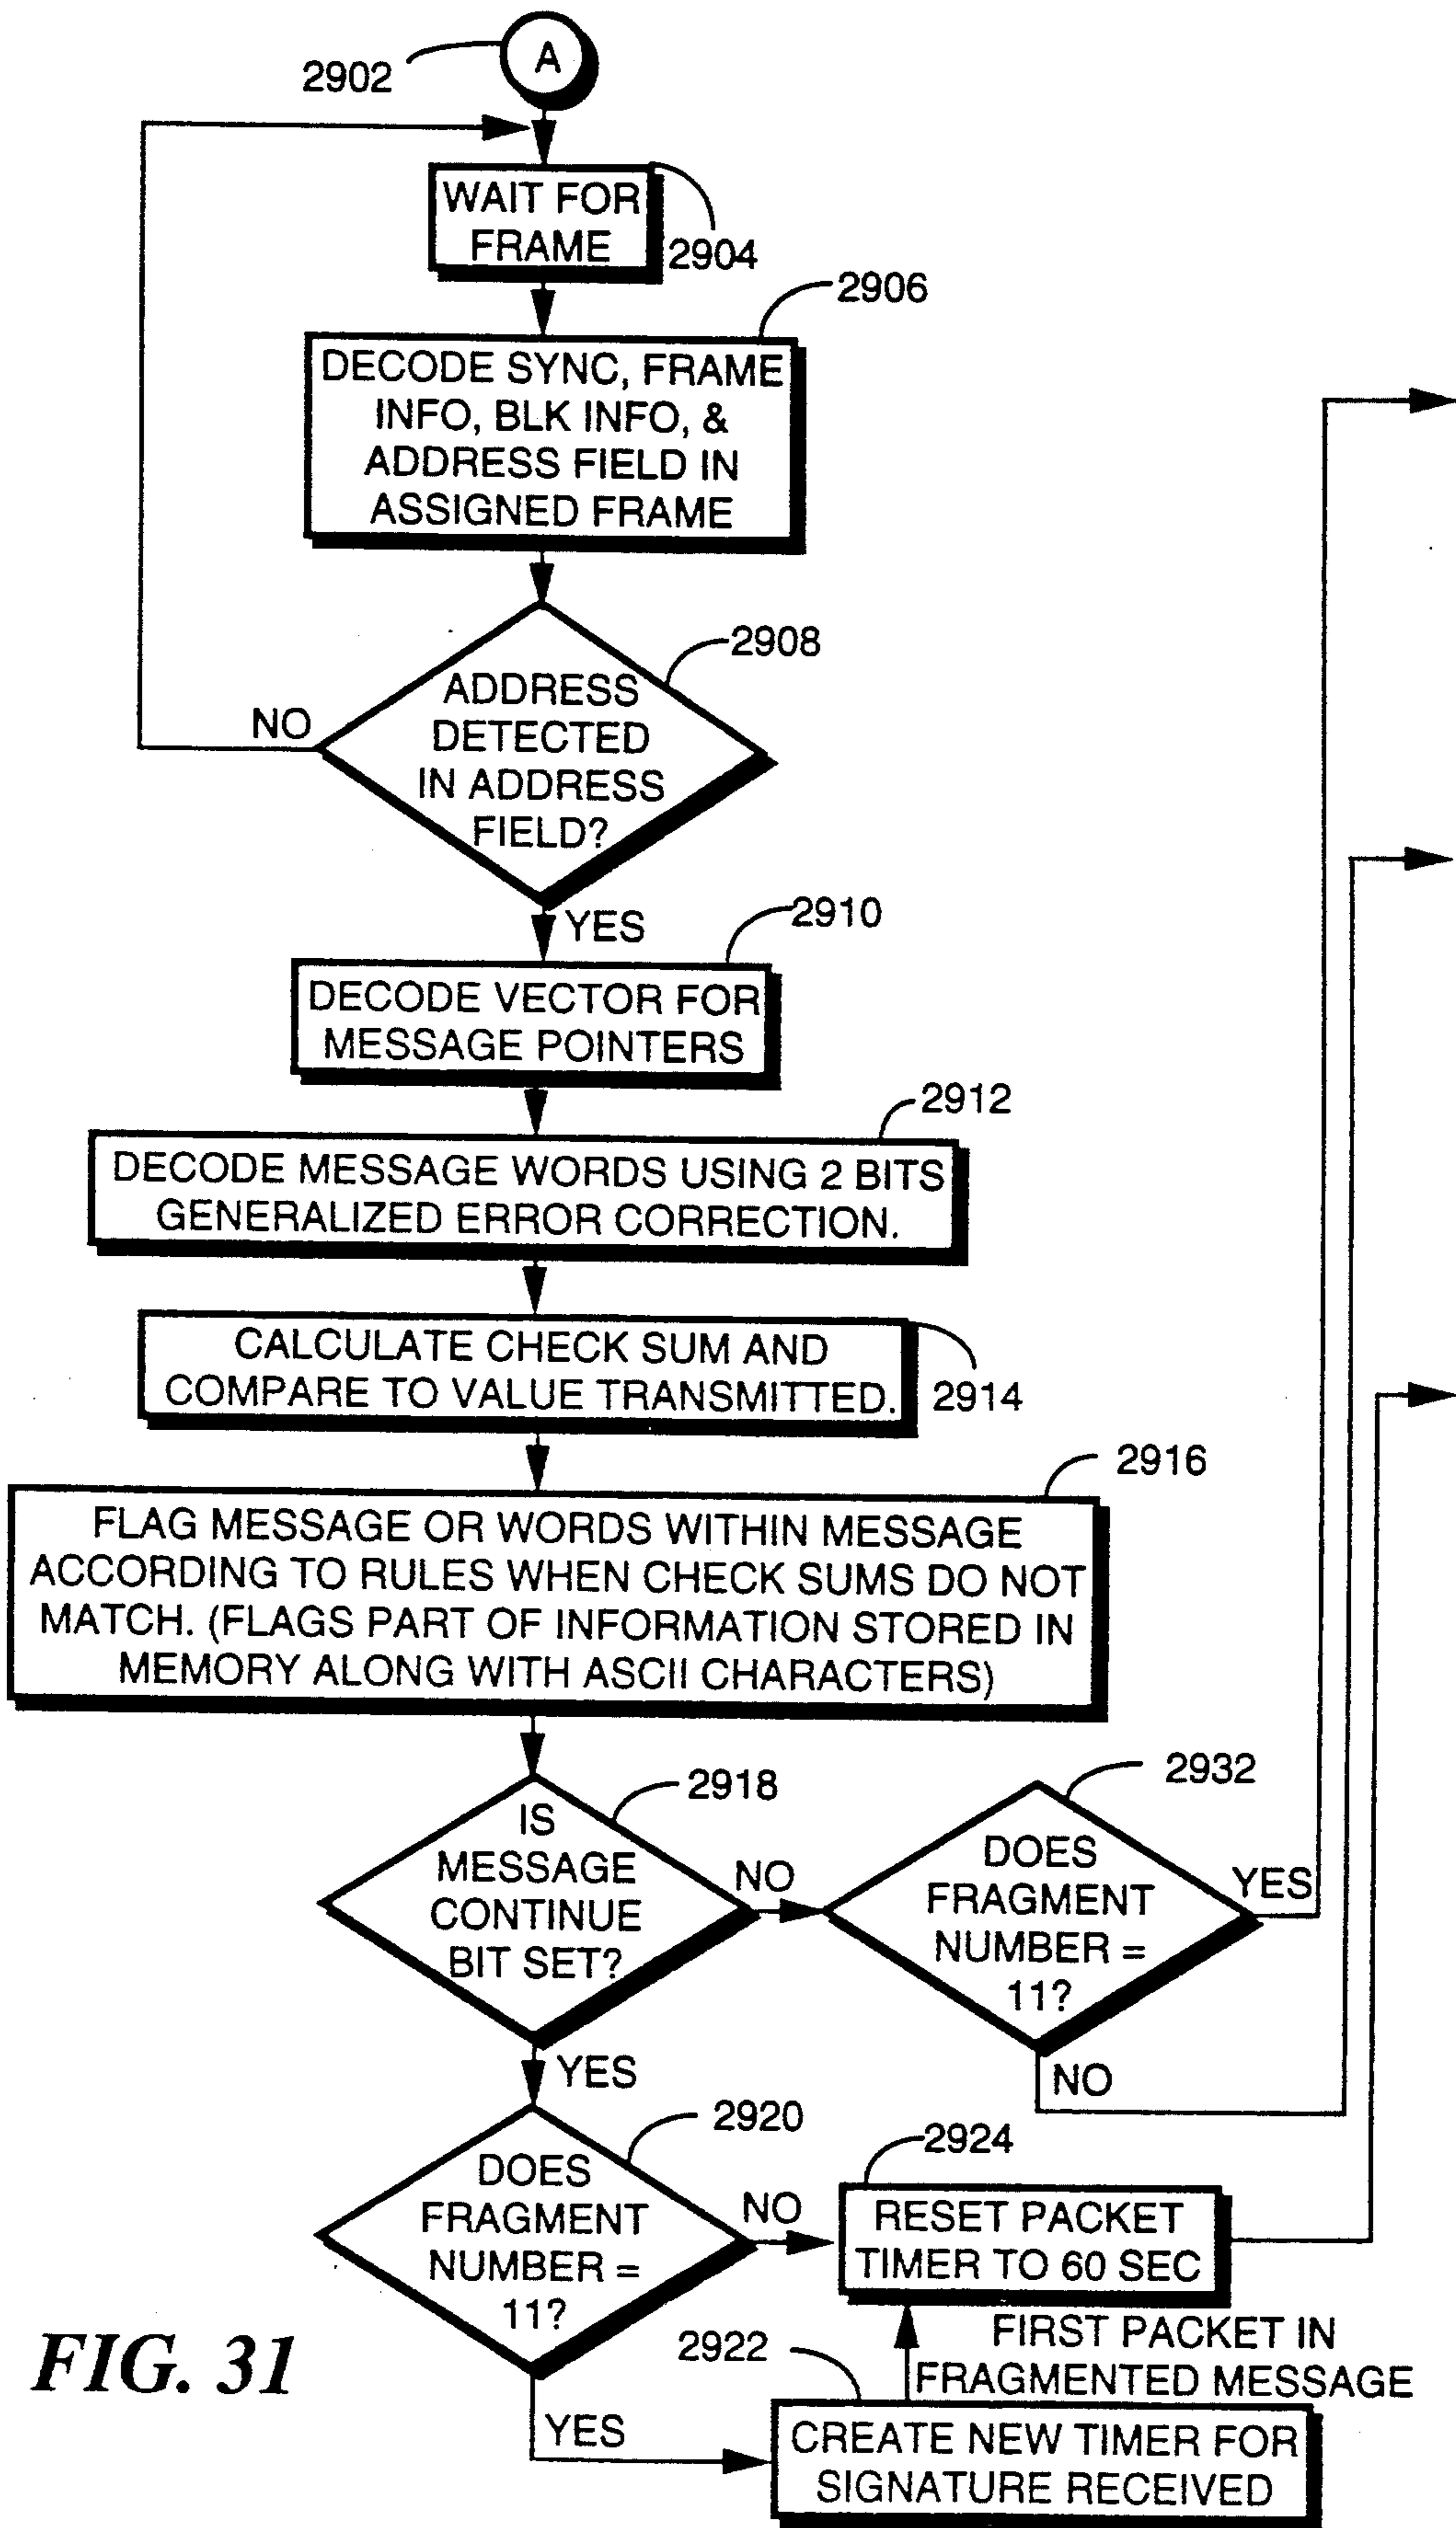 A
2902
WAIT FOR
FRAME
2904
2906
DECODE SYNC, FRAME
INFO, BLK INFO, &
ADDRESS FIELD IN
ASSIGNED FRAME
2908
ADDRESS
DETECTED
IN ADDRESS
FIELD?
NO
YES
2910
DECODE VECTOR FOR
MESSAGE POINTERS
2912
DECODE MESSAGE WORDS USING 2 BITS
GENERALIZED ERROR CORRECTION.
CALCULATE CHECK SUM AND
COMPARE TO VALUE TRANSMITTED.
2914
2916
FLAG MESSAGE OR WORDS WITHIN MESSAGE
ACCORDING TO RULES WHEN CHECK SUMS DO NOT
MATCH. (FLAGS PART OF INFORMATION STORED IN
MEMORY ALONG WITH ASCII CHARACTERS)
2918
IS
MESSAGE
CONTINUE
BIT SET?
NO
2932
DOES
FRAGMENT
NUMBER =
11?
YES
NO
YES
2920
DOES
FRAGMENT
NUMBER =
11?
NO
2924
RESET PACKET
TIMER TO 60 SEC
FIRST PACKET IN
FRAGMENTED MESSAGE
2922
YES
CREATE NEW TIMER FOR
SIGNATURE RECEIVED
FIG. 31